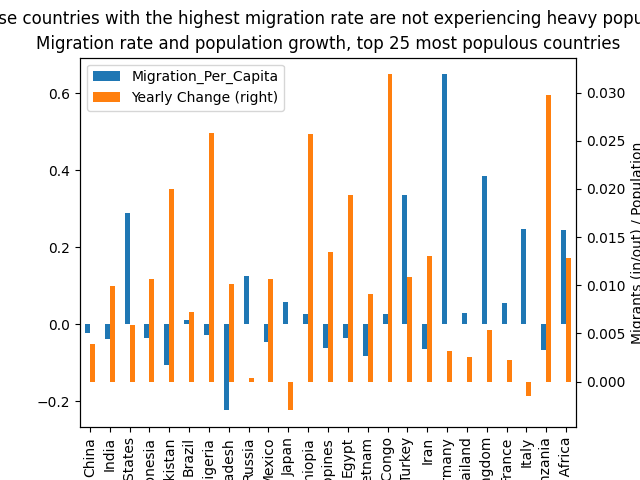 se countries with the highest migration rate are not experiencing heavy popu
Migration rate and population growth, top 25 most populous countries
Migration_Per_Capita
Yearly Change (right)
0.6
0.4
0.2
0.0
−0.2
0.030
0.025
0.020
0.015
0.010
0.005
0.000
Migrants (in/out) / Population
China
India
States
onesia
kistan
Brazil
igeria
adesh
Russia
Mexico
Japan
hiopia
ppines
Egypt
etnam
Congo
Turkey
Iran
rmany
ailand
ngdom
France
Italy
nzania
Africa